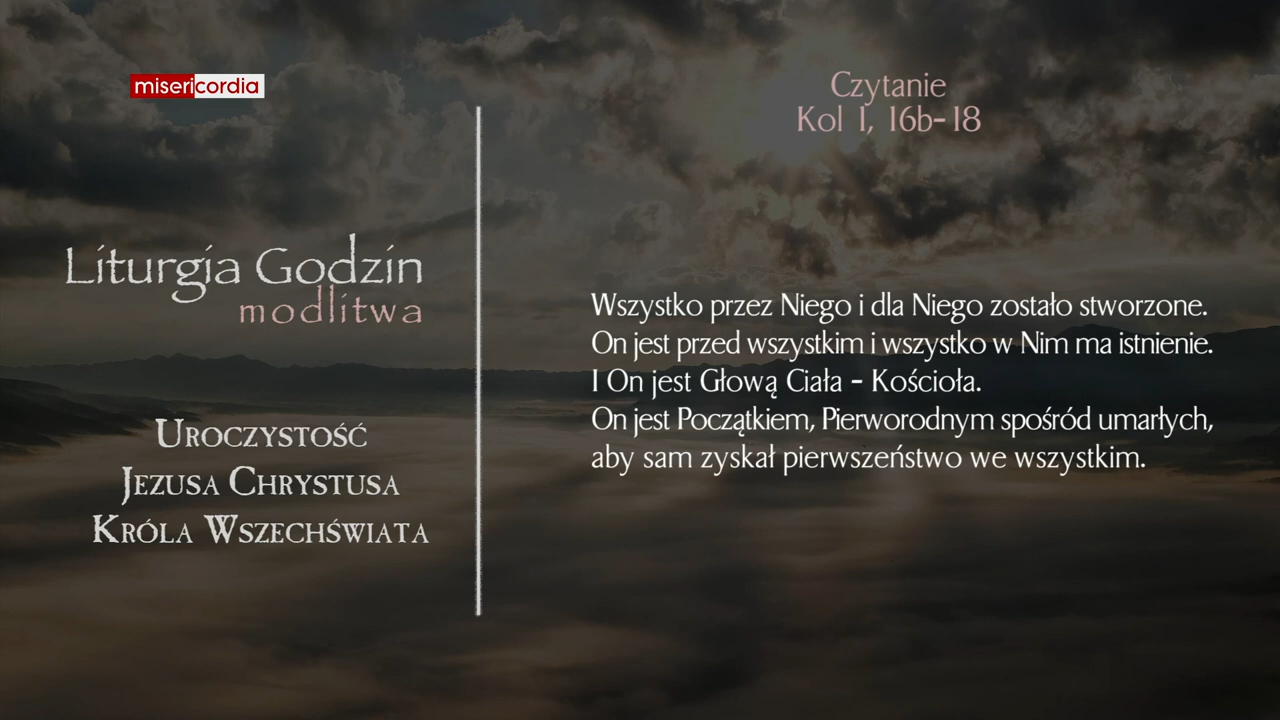 misericordia
Liturgia Godzin
modlitwa
Uroczystość
Jezusa Chrystusa
Króla Wszechświata
Czytanie
Kol 1, 16b-18
Wszystko przez Niego i dla Niego zostało stworzone.
On jest przed wszystkim i wszystko w Nim ma istnienie.
I On jest Głową Ciała - Kościoła.
On jest Początkiem, Pierworodnym spośród umarłych,
aby sam zyskał pierwszeństwo we wszystkim.